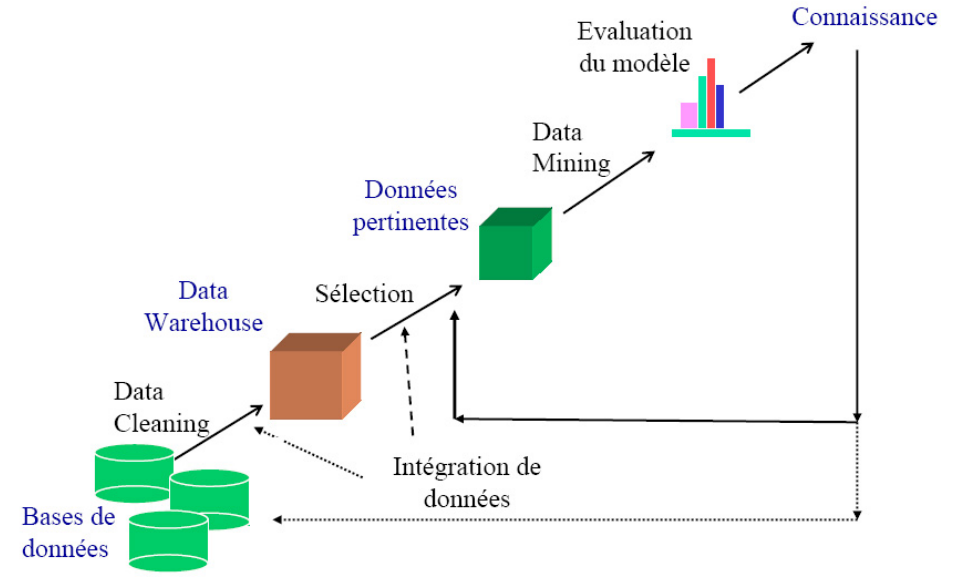 Connaissance
Evaluation
du modèle
Data
Mining
Données
pertinentes
Sélection
Data
Warehouse
Data
Cleaning
Intégration de
données
Bases de
données